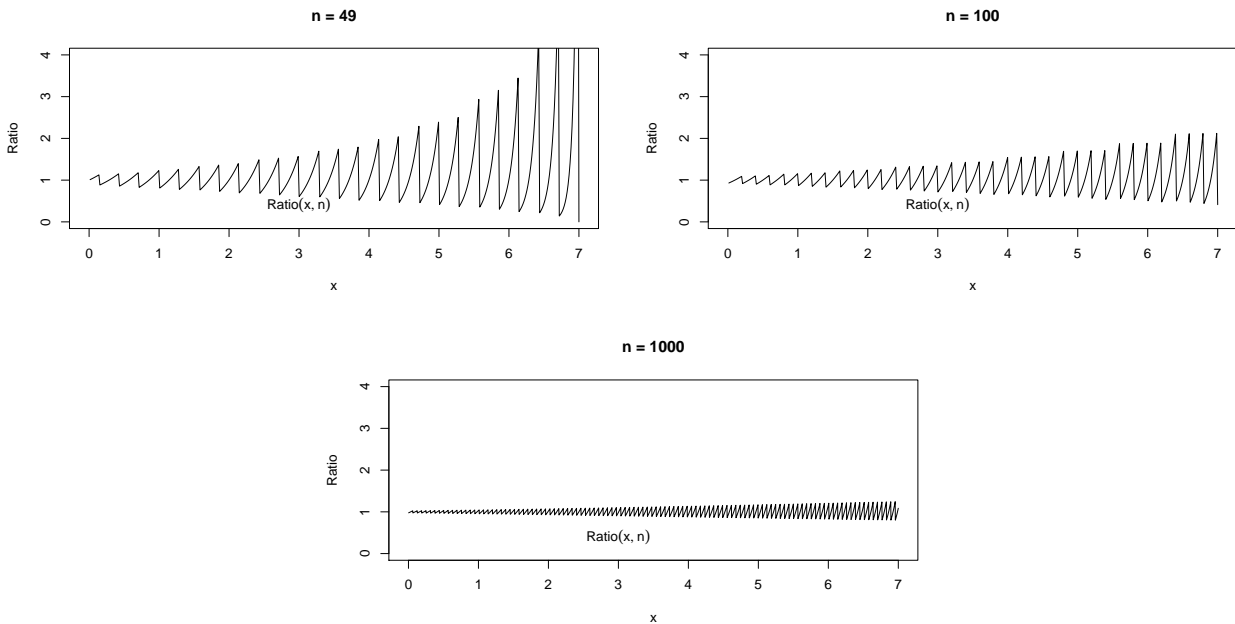 n = 49
Ratio
4
3
2
1
0
Ratio(x, n)
0 1 2 3 4 5 6 7
x
n = 100
Ratio
4
3
2
1
0
Ratio(x, n)
0 1 2 3 4 5 6 7
x
n = 1000
Ratio
4
3
2
1
0
Ratio(x, n)
0 1 2 3 4 5 6 7
x